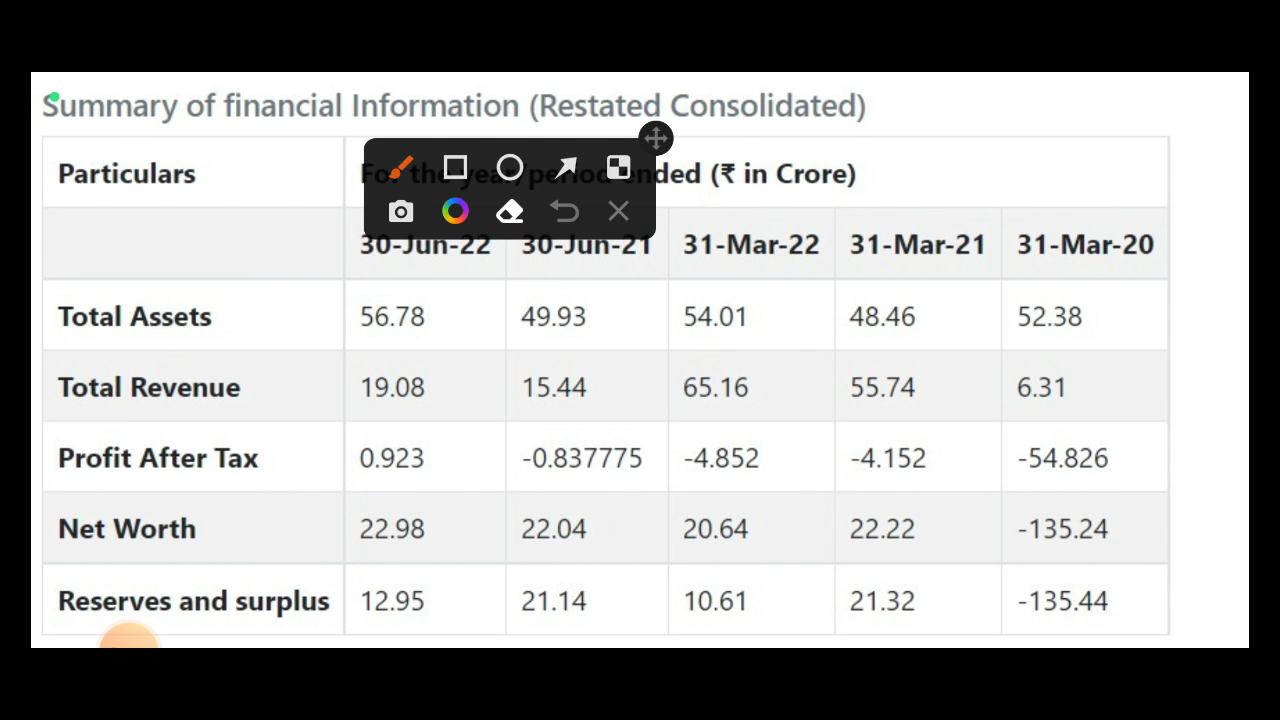 Summary of financial Information (Restated Consolidated)
Particulars For the year/period ended (₹ in Crore)
30-Jun-22 30-Jun-21 31-Mar-22 31-Mar-21 31-Mar-20
Total Assets 56.78 49.93 54.01 48.46 52.38
Total Revenue 19.08 15.44 65.16 55.74 6.31
Profit After Tax 0.923 -0.837775 -4.852 -4.152 -54.826
Net Worth 22.98 22.04 20.64 22.22 -135.24
Reserves and surplus 12.95 21.14 10.61 21.32 -135.44